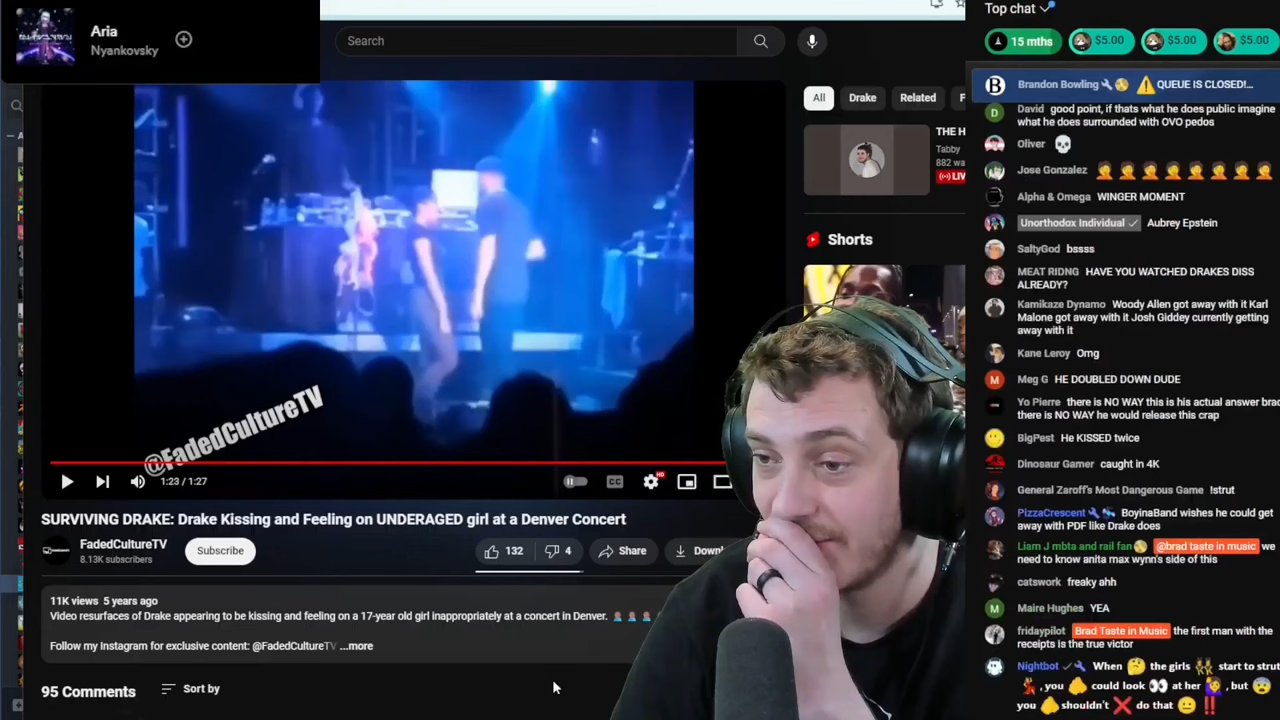 Aria
Nyankovsky
Search
Top chat
15 mths
$5.00
$5.00
$5.00
Brandon Bowling QUEUE IS CLOSED!...
David good point, if thats what he does public imagine
what he does surrounded with OVO pedos
Oliver
Jose Gonzalez
Alpha & Omega WINGER MOMENT
Unorthodox Individual Aubrey Epstein
SaltyGod bssss
MEAT RIDNG HAVE YOU WATCHED DRAKES DISS
ALREADY?
Kamikaze Dynamo Woody Allen got away with it Karl
Malone got away with it Josh Giddey currently getting
away with it
Kane Leroy Omg
Meg G HE DOUBLED DOWN DUDE
Yo Pierre there is NO WAY this is his actual answer brad
there is NO WAY he would release this crap
BigPest He KISSED twice
Dinosaur Gamer caught in 4K
General Zaroff's Most Dangerous Game !strut
PizzaCrescent BoyinaBand wishes he could get
away with PDF like Drake does
Liam J mbta and rail fan @brad taste in music we
need to know anita max wynn's side of this
catswork freaky ahh
Maire Hughes YEA
fridaypilot Brad Taste in Music the first man with the
receipts is the true victor
Nightbot When the girls start to strut
, you could look at her , but
you shouldn't do that
All
Drake
Related
THE H
Tabby
882 wa
LIV
Shorts
@FadedCultureTV
1:23 / 1:27
CC
HD
SURVIVING DRAKE: Drake Kissing and Feeling on UNDERAGED girl at a Denver Concert
FadedCultureTV
8.13K subscribers
Subscribe
132
4
Share
Downl
11K views 5 years ago
Video resurfaces of Drake appearing to be kissing and feeling on a 17-year old girl inappropriately at a concert in Denver.
Follow my Instagram for exclusive content: @FadedCultureTV ...more
95 Comments
Sort by